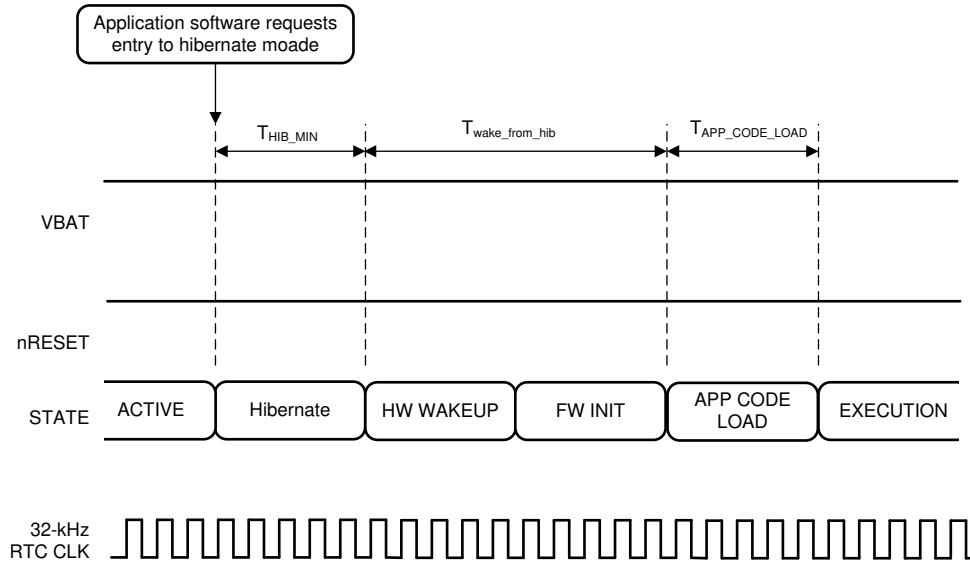 Application software requests
entry to hibernate moade
THIB_MIN
Twake_from_hib
TAPP_CODE_LOAD
VBAT
nRESET
STATE
ACTIVE
Hibernate
HW WAKEUP
FW INIT
APP CODE
LOAD
EXECUTION
32-kHz
RTC CLK